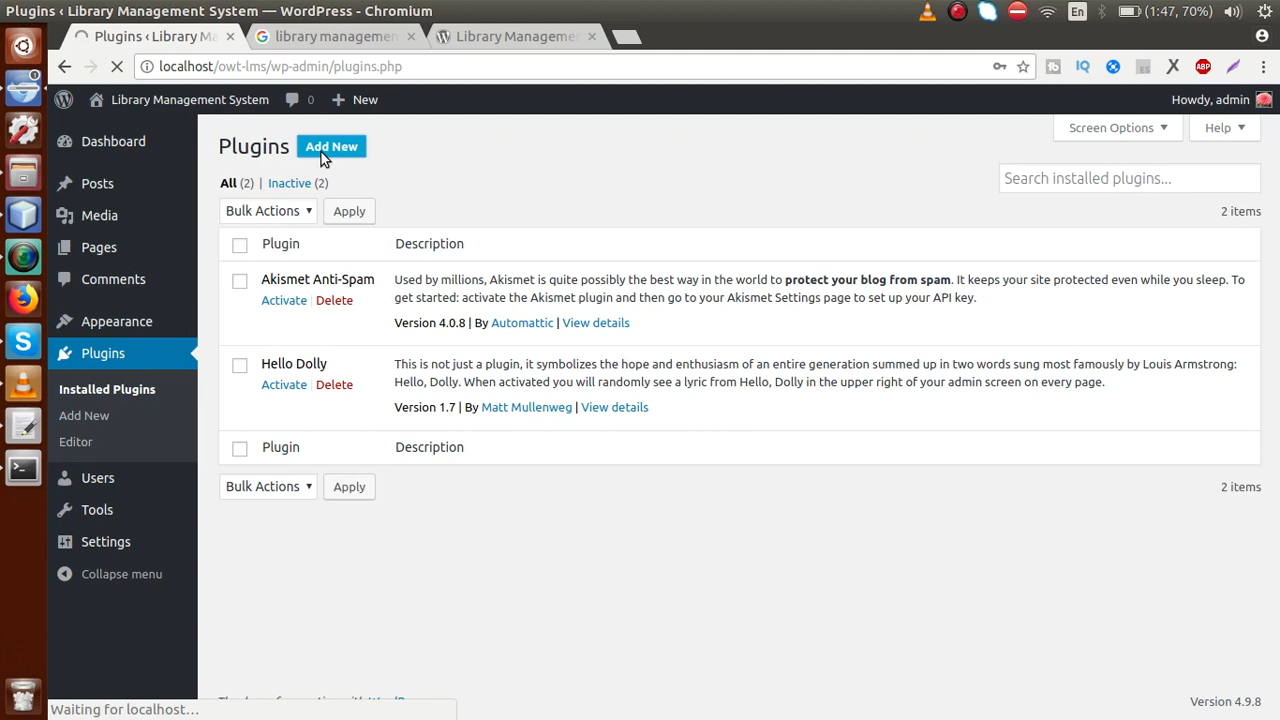 Plugins ‹ Library Management System — WordPress - Chromium
En
(1:47, 70%)
Plugins ‹ Library Ma
library managemen
Library Managemen
localhost/owt-lms/wp-admin/plugins.php
IQ
ABP
Library Management System
0
New
Howdy, admin
Dashboard
Posts
Media
Pages
Comments
Appearance
Plugins
Installed Plugins
Add New
Editor
Users
Tools
Settings
Collapse menu
Screen Options
Help
Plugins
Add New
All (2) | Inactive (2)
Search installed plugins...
Bulk Actions
Apply
2 items
Plugin
Description
Akismet Anti-Spam
Activate | Delete
Used by millions, Akismet is quite possibly the best way in the world to protect your blog from spam. It keeps your site protected even while you sleep. To
get started: activate the Akismet plugin and then go to your Akismet Settings page to set up your API key.
Version 4.0.8 | By Automattic | View details
Hello Dolly
Activate | Delete
This is not just a plugin, it symbolizes the hope and enthusiasm of an entire generation summed up in two words sung most famously by Louis Armstrong:
Hello, Dolly. When activated you will randomly see a lyric from Hello, Dolly in the upper right of your admin screen on every page.
Version 1.7 | By Matt Mullenweg | View details
Plugin
Description
Bulk Actions
Apply
2 items
Version 4.9.8
Waiting for localhost...